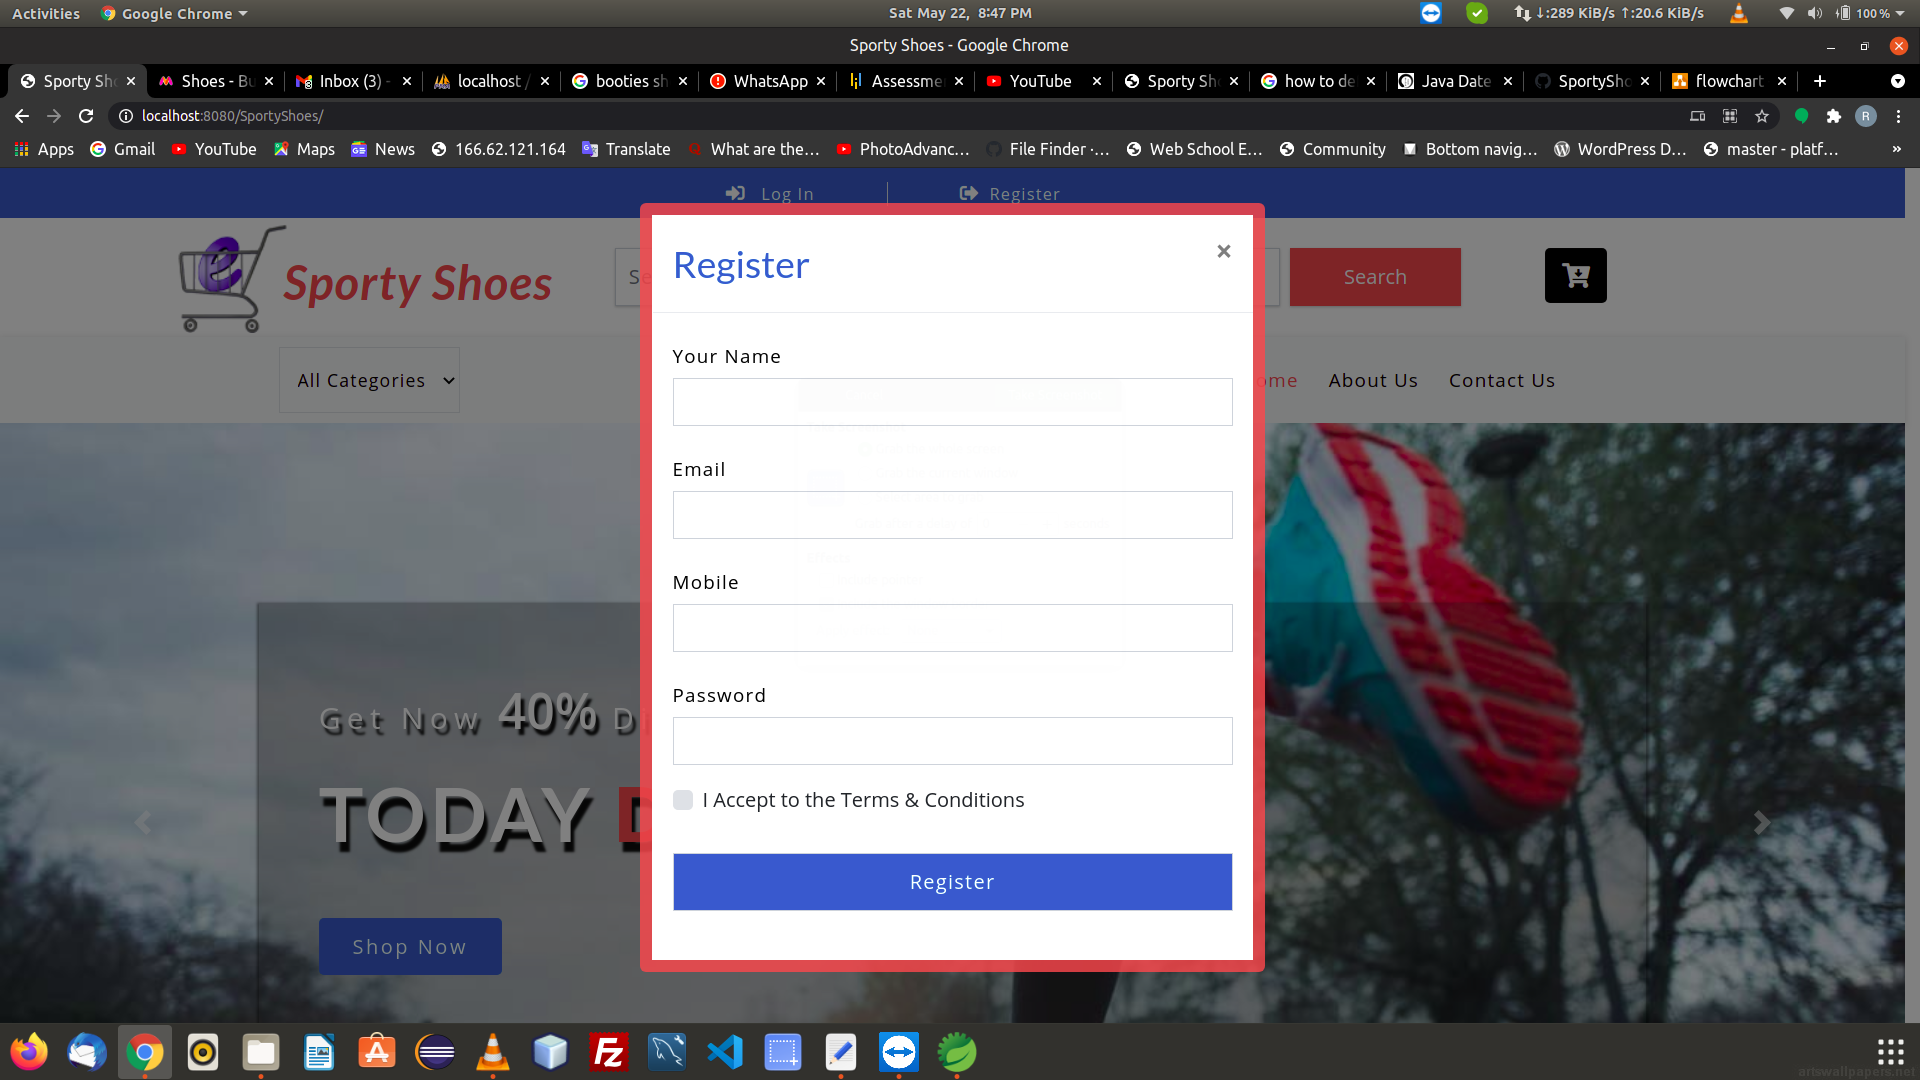 Activities Google Chrome Sat May 22, 8:47 PM ↓:289 KiB/s ↑:20.6 KiB/s 100 %
Sporty Shoes - Google Chrome
Sporty Sh Shoes - Bu Inbox (3) - localhost / booties sh WhatsApp Assessme YouTube Sporty Sh how to de Java Date SportySho flowchart
localhost:8080/SportyShoes/ R
Apps Gmail YouTube Maps News 166.62.121.164 Translate What are the... PhotoAdvanc... File Finder ·... Web School E... Community Bottom navig... WordPress D... master - platf... »
Log In Register
Sporty Shoes Se Search
Register ×
All Categories ome About Us Contact Us
Your Name
Email
Mobile
Password
I Accept to the Terms & Conditions
Register
Get Now 40% Di
TODAY D
Shop Now
artswallpapers.net